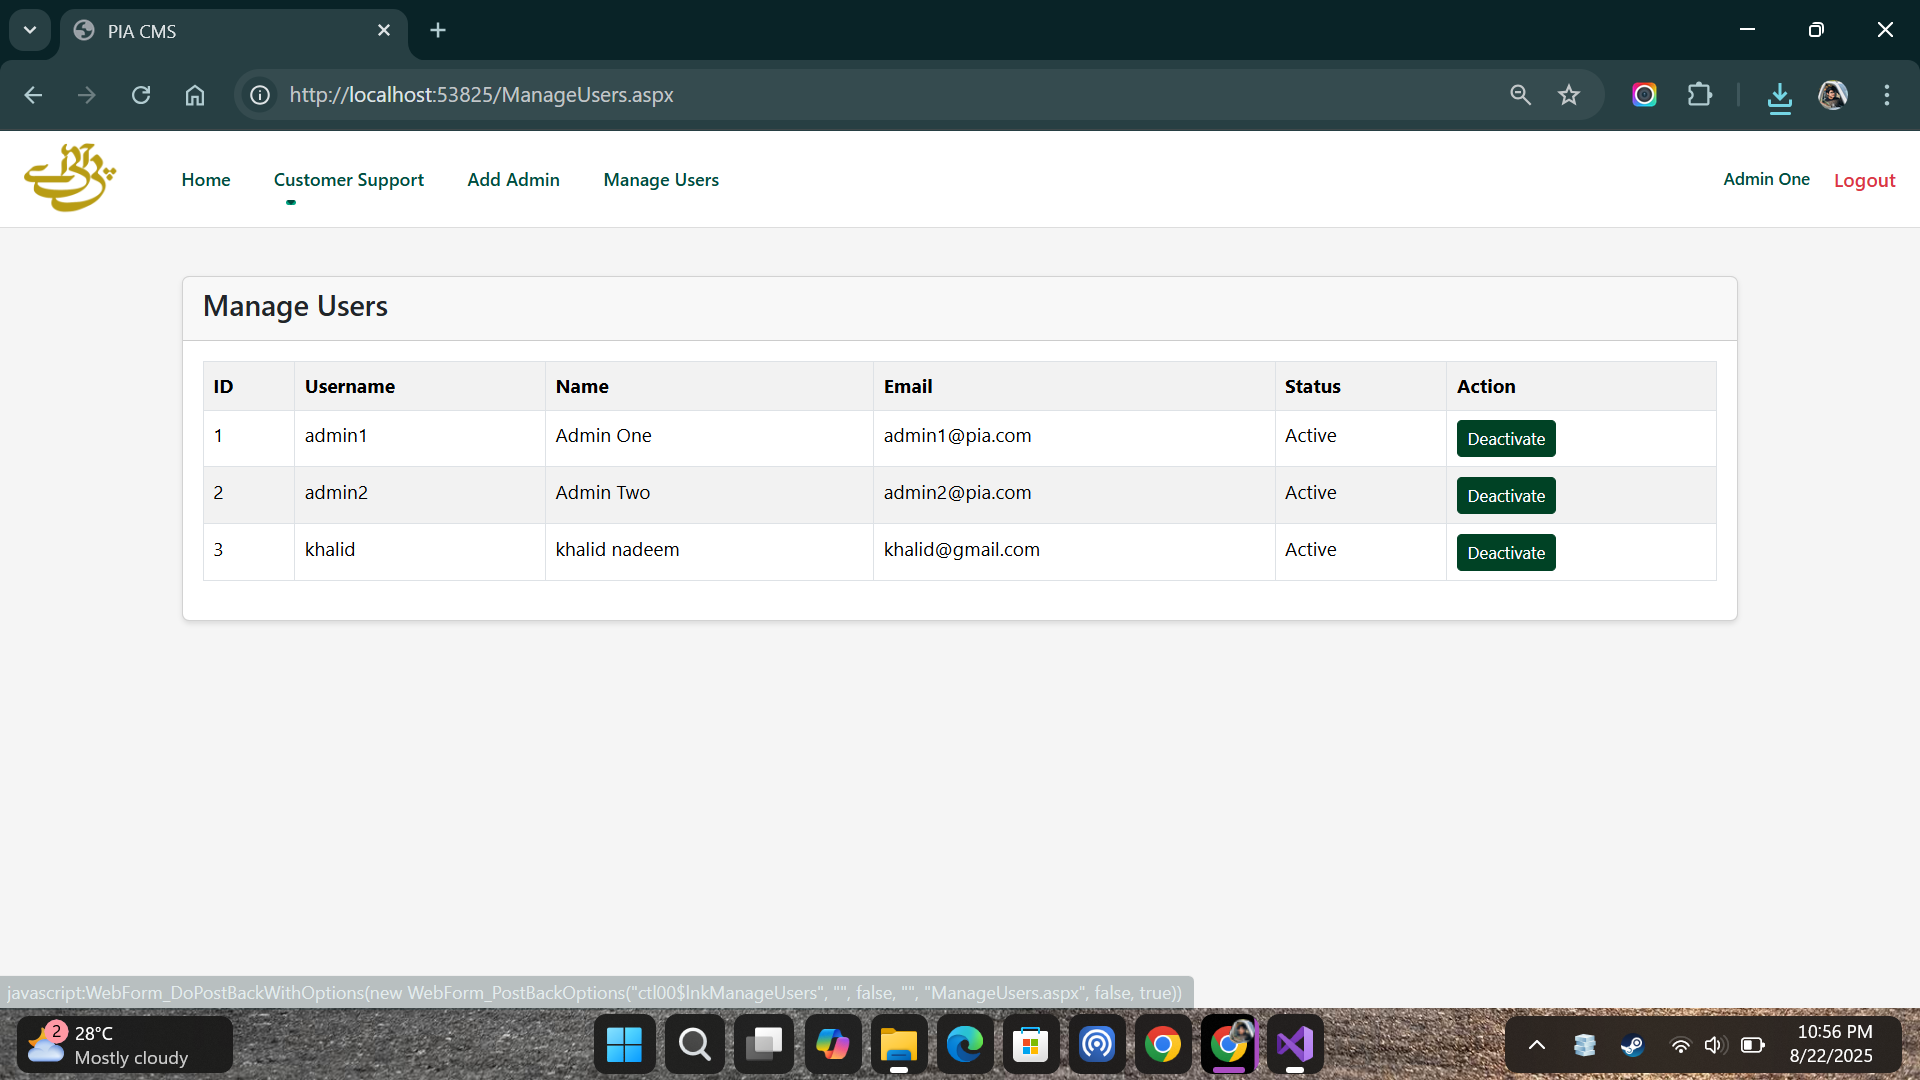 PIA CMS
http://localhost:53825/ManageUsers.aspx
پی آئی اے
Home Customer Support Add Admin Manage Users Admin One Logout
Manage Users
ID Username Name Email Status Action
1 admin1 Admin One admin1@pia.com Active Deactivate
2 admin2 Admin Two admin2@pia.com Active Deactivate
3 khalid khalid nadeem khalid@gmail.com Active Deactivate
javascript:WebForm_DoPostBackWithOptions(new WebForm_PostBackOptions("ctl00$lnkManageUsers", "", false, "", "ManageUsers.aspx", false, true))
2 28°C
Mostly cloudy
10:56 PM
8/22/2025